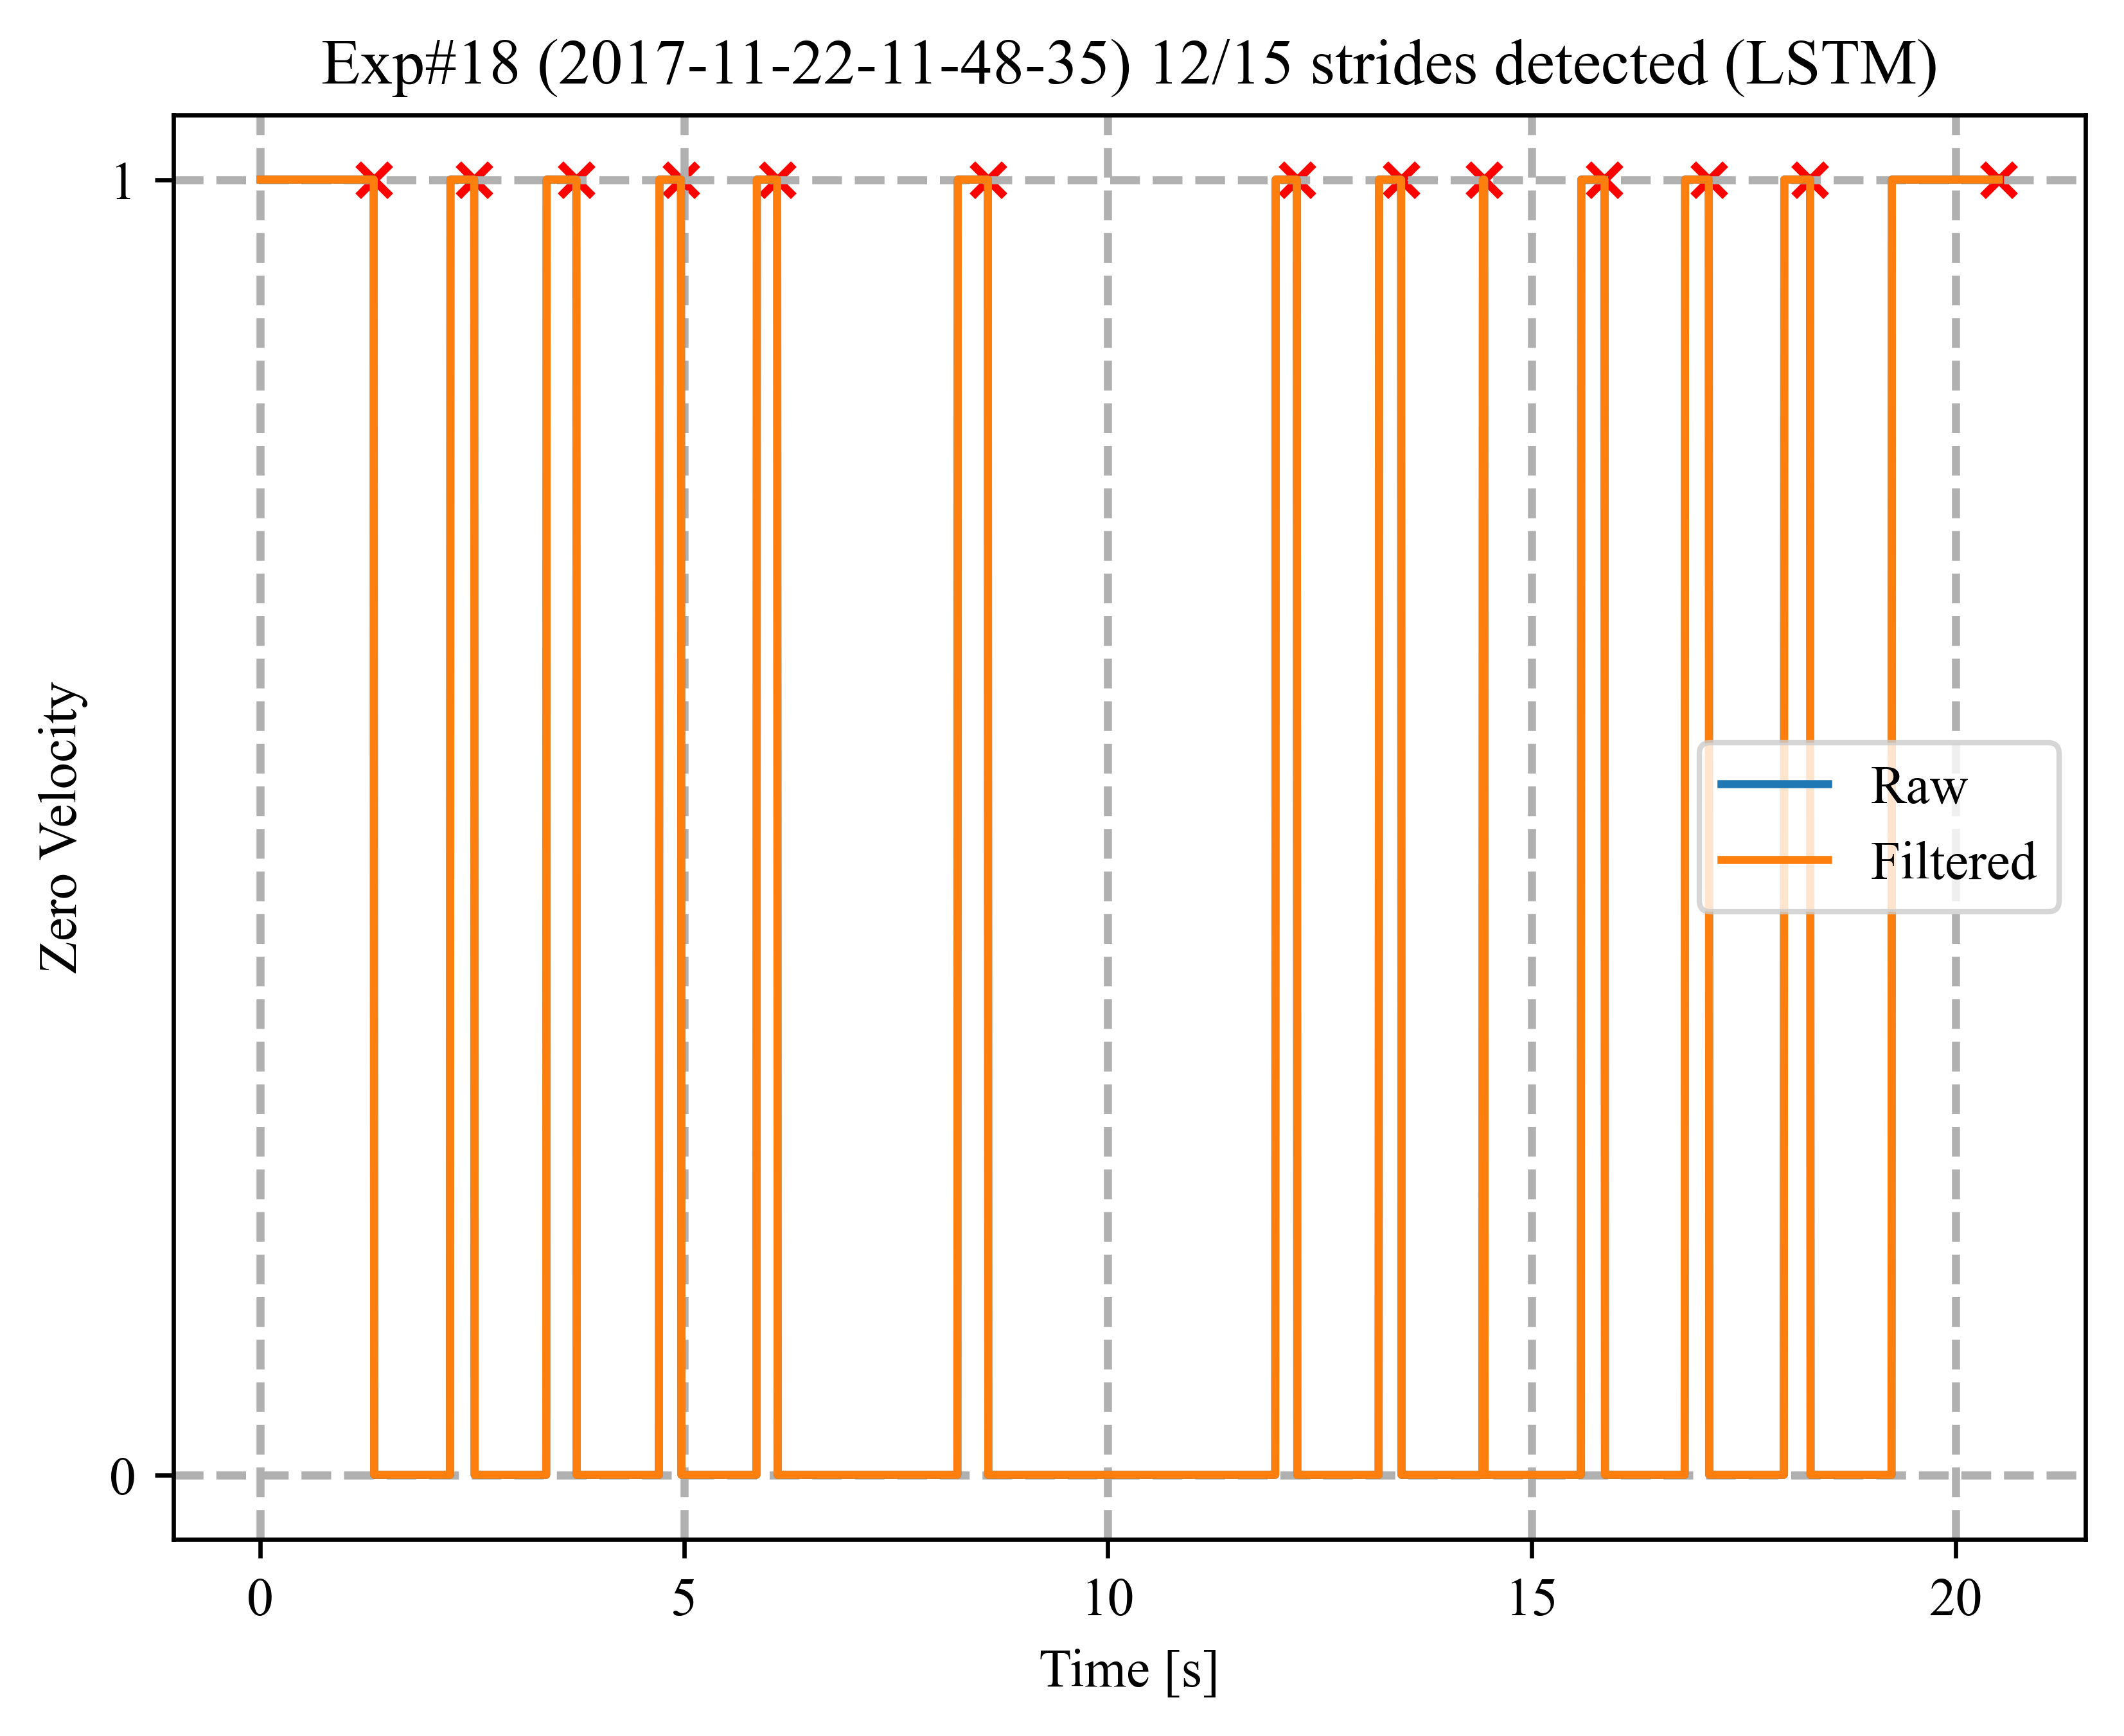 Exp#18 (2017-11-22-11-48-35) 12/15 strides detected (LSTM)
1
Zero Velocity
Raw
Filtered
0
0 5 10 15 20
Time [s]